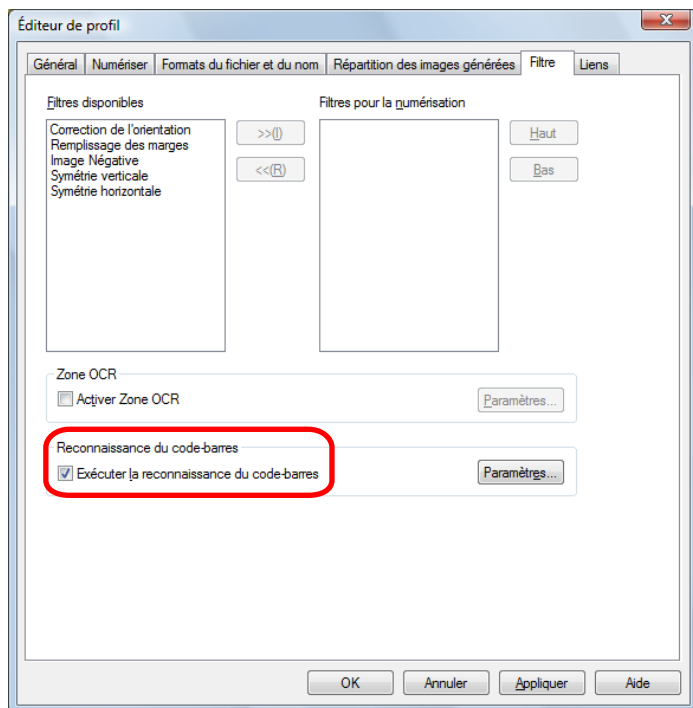 Éditeur de profil
Général Numériser Formats du fichier et du nom Répartition des images générées Filtre Liens
Filtres disponibles Filtres pour la numérisation
Correction de l'orientation
Remplissage des marges
Image Négative
Symétrie verticale
Symétrie horizontale
>>(I)
<<(R)
Haut
Bas
Zone OCR
Activer Zone OCR Paramètres...
Reconnaissance du code-barres
Exécuter la reconnaissance du code-barres Paramètres...
OK Annuler Appliquer Aide